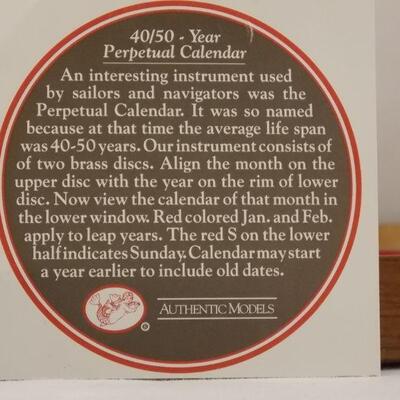 40/50 - Year
Perpetual Calendar
An interesting instrument used
by sailors and navigators was the
Perpetual Calendar. It was so named
because at that time the average life span
was 40-50 years. Our instrument consists of
of two brass discs. Align the month on the
upper disc with the year on the rim of lower
disc. Now view the calendar of that month in
the lower window. Red colored Jan. and Feb.
apply to leap years. The red S on the lower
half indicates Sunday. Calendar may start
a year earlier to include old dates.
®
AUTHENTIC MODELS